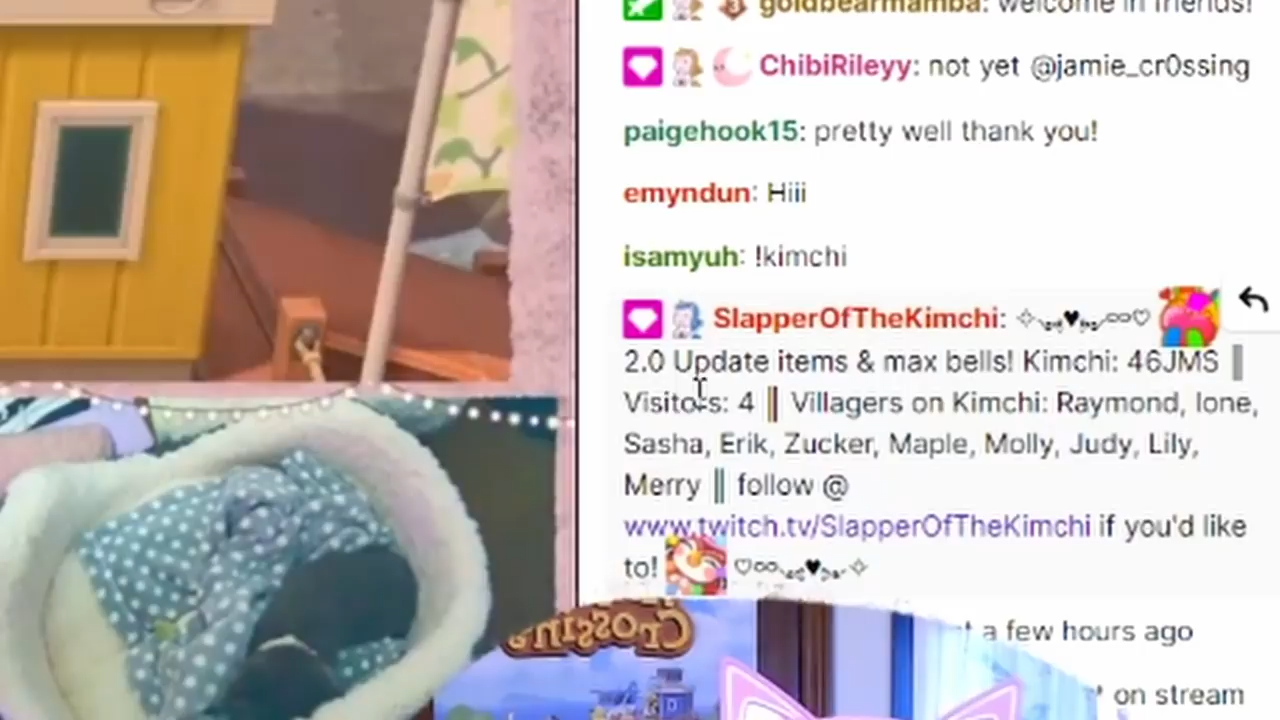 goldbearmamba: welcome in friends!
ChibiRileyy: not yet @jamie_cr0ssing
paigehook15: pretty well thank you!
emyndun: Hiii
isamyuh: !kimchi
SlapperOfTheKimchi:
2.0 Update items & max bells! Kimchi: 46JMS ║
Visitors: 4 ║ Villagers on Kimchi: Raymond, Ione,
Sasha, Erik, Zucker, Maple, Molly, Judy, Lily,
Merry ║ follow @
www.twitch.tv/SlapperOfTheKimchi if you'd like
to!
a few hours ago
on stream
Crossing